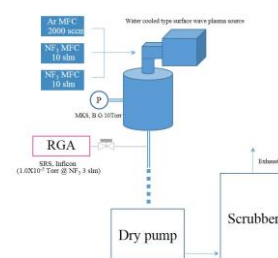 Ar MFC
2000 sccm
NF₃ MFC
10 slm
NF₃ MFC
10 slm
Water cooled type surface wave plasma source
P
MKS, B.G 10Torr
RGA
SRS, Inficon
(1.0X10⁻⁵ Torr @ NF₃ 3 slm)
Dry pump
Exhaust
Scrubber